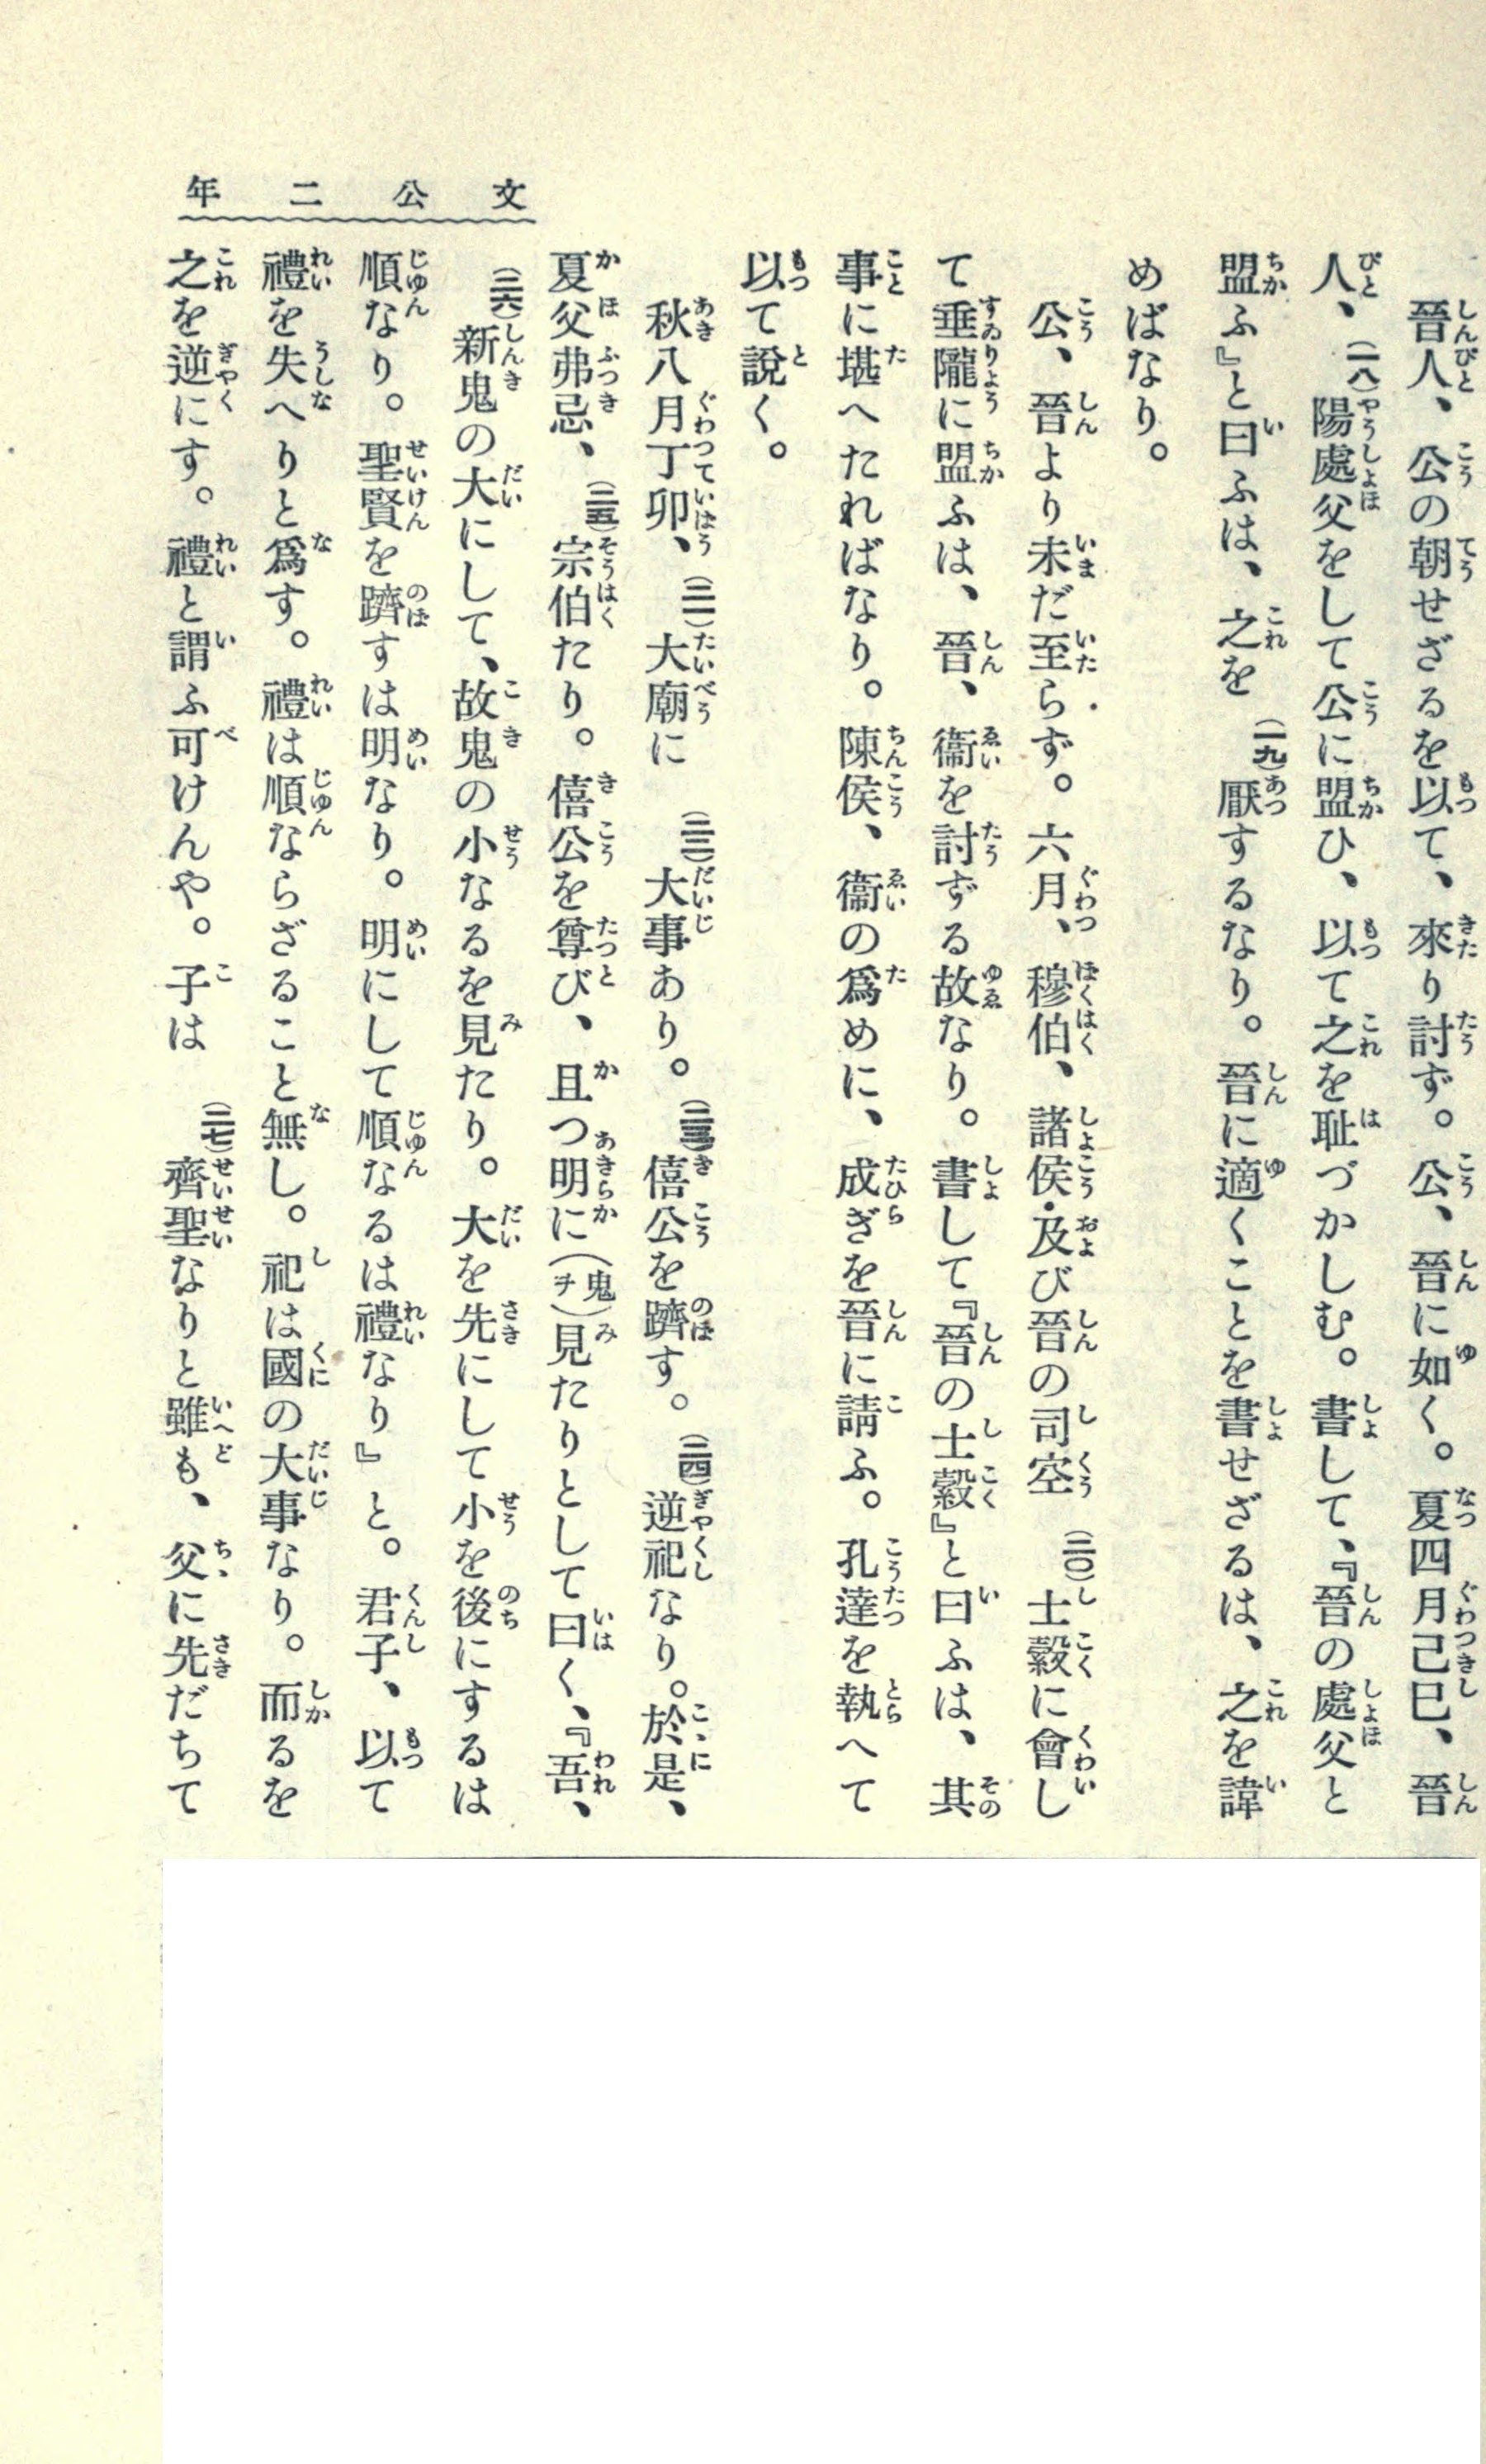 文公二年
晉人、公の朝せざるを以て、來り討ず。公、晉に如く。夏四月己巳、晉
人、(一八)陽處父をして公に盟ひ、以て之を耻づかしむ。書して、『晉の處父と
盟ふ』と曰ふは、之を(一九)厭するなり。晉に適くことを書せざるは、之を諱
めばなり。
公、晉より未だ至らず。六月、穆伯、諸侯・及び晉の司空(二〇)士縠に會し
て垂隴に盟ふは、晉、衞を討ずる故なり。書して『晉の士縠』と曰ふは、其
事に堪へたればなり。陳侯、衞の爲めに、成ぎを晉に請ふ。孔達を執へて
以て說く。
秋八月丁卯、(二一)大廟に(二二)大事あり。(二三)僖公を躋す。(二四)逆祀なり。於是、
夏父弗忌、(二五)宗伯たり。僖公を尊び、且つ明に(鬼ヲ)見たりとして曰く、『吾、
(二六)新鬼の大にして、故鬼の小なるを見たり。大を先にして小を後にするは
順なり。聖賢を躋すは明なり。明にして順なるは禮なり』と。君子、以て
禮を失へりと爲す。禮は順ならざること無し。祀は國の大事なり。而るを
之を逆にす。禮と謂ふ可けんや。子は(二七)齊聖なりと雖も、父に先だちて